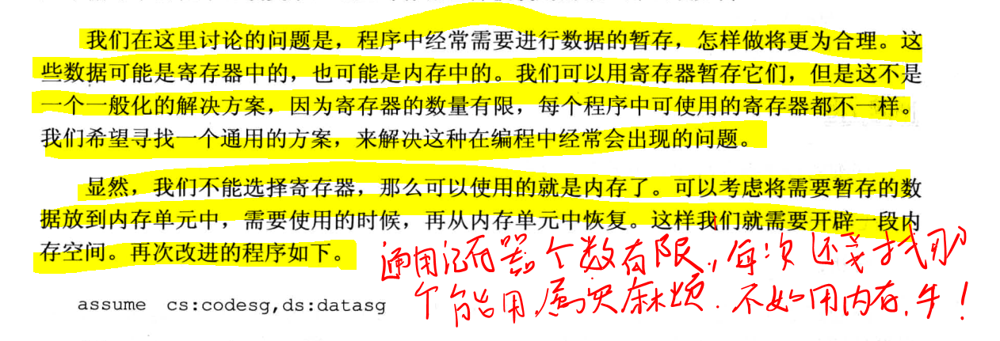 我们在这里讨论的问题是，程序中经常需要进行数据的暂存，怎样做将更为合理。这
些数据可能是寄存器中的，也可能是内存中的。我们可以用寄存器暂存它们，但是这不是
一个一般化的解决方案，因为寄存器的数量有限，每个程序中可使用的寄存器都不一样。
我们希望寻找一个通用的方案，来解决这种在编程中经常会出现的问题。
显然，我们不能选择寄存器，那么可以使用的就是内存了。可以考虑将需要暂存的数
据放到内存单元中，需要使用的时候，再从内存单元中恢复。这样我们就需要开辟一段内
存空间。再次改进的程序如下。
通用寄存器个数有限，每次还要找那
个能用，属实麻烦．不如用内存，牛！
assume cs:codesg,ds:datasg